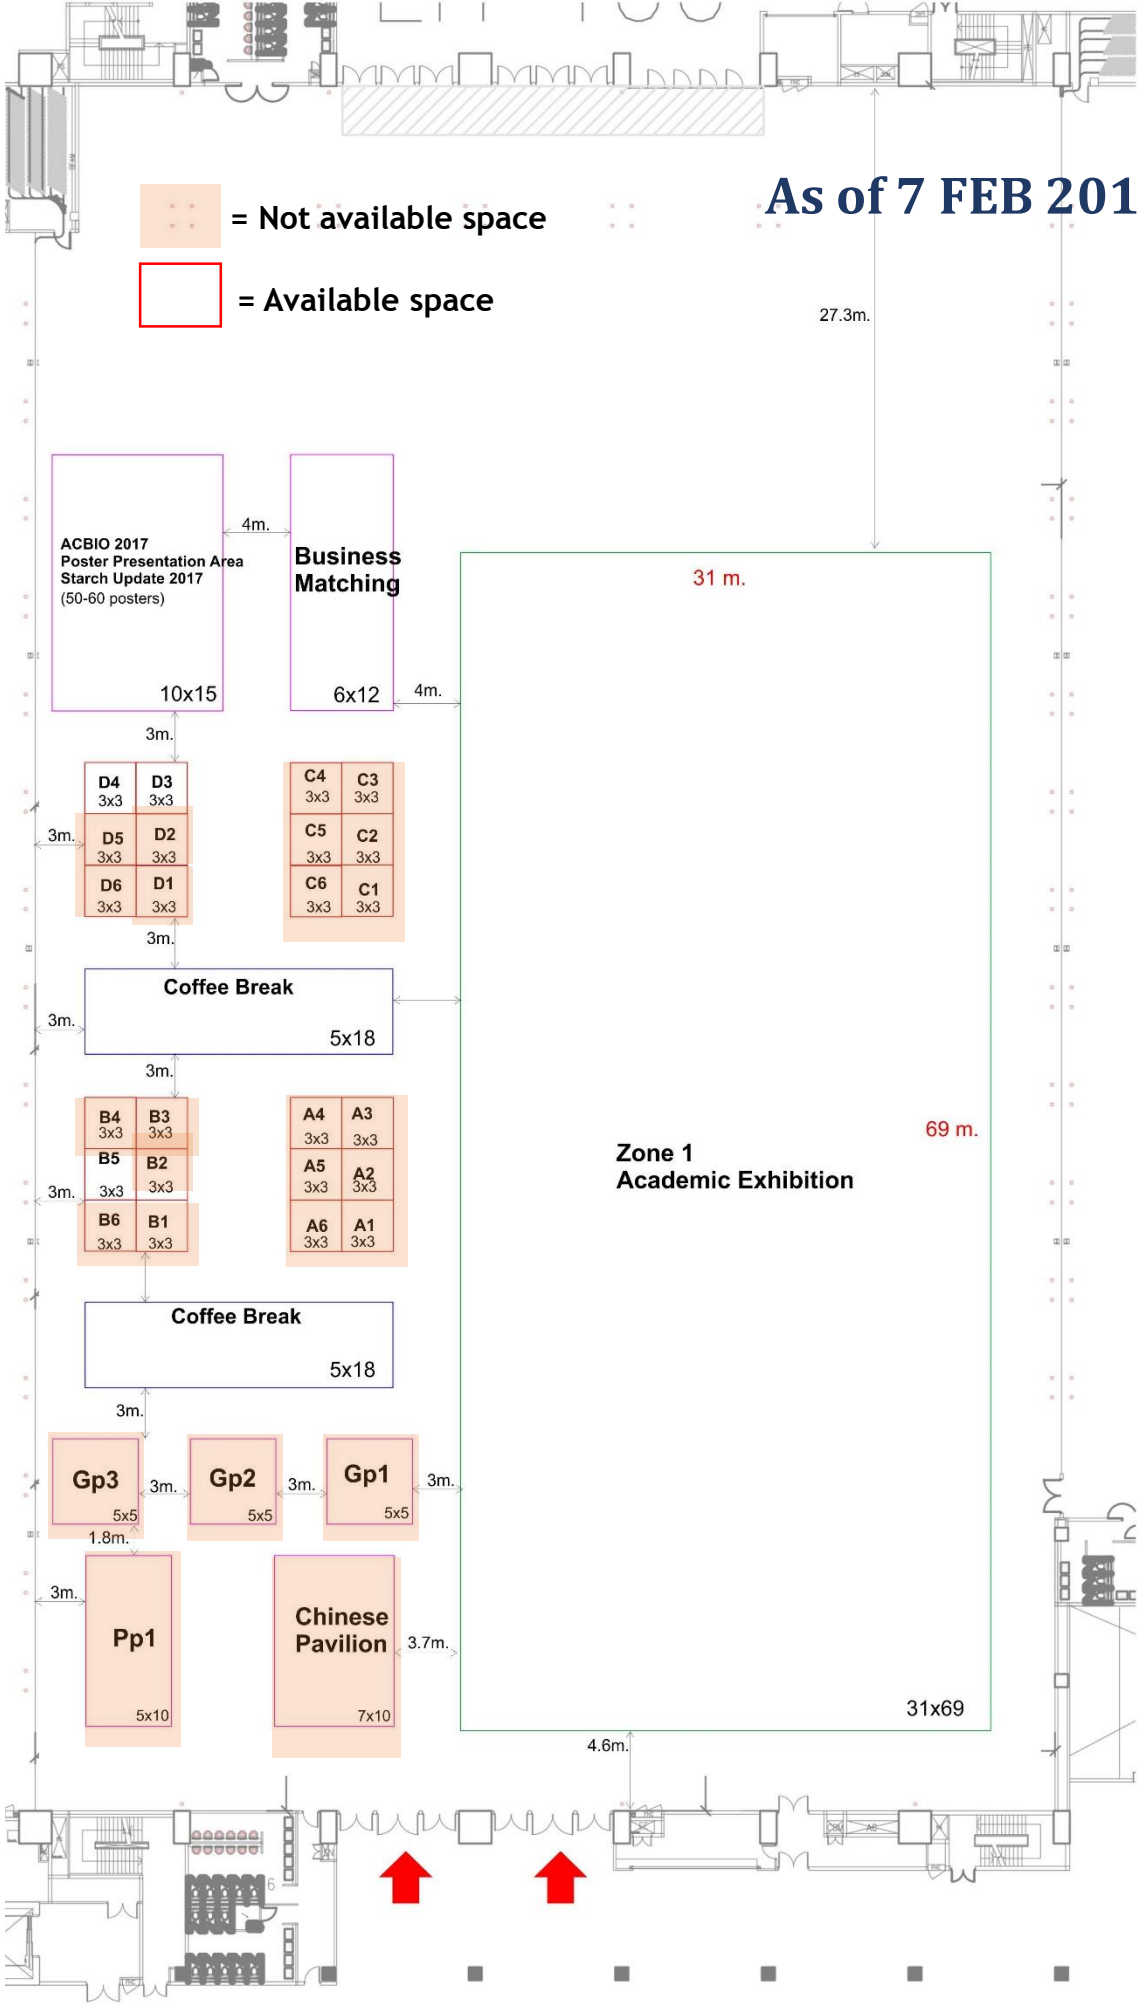 As of 7 FEB 201
= Not available space
= Available space
27.3m.
4m.
ACBIO 2017
Poster Presentation Area
Starch Update 2017
(50-60 posters)
10x15
Business
Matching
6x12
4m.
31 m.
3m.
D4
3x3
D3
3x3
C4
3x3
C3
3x3
3m.
D5
3x3
D2
3x3
C5
3x3
C2
3x3
D6
3x3
D1
3x3
C6
3x3
C1
3x3
3m.
Coffee Break
3m.
5x18
3m.
B4
3x3
B3
3x3
A4
3x3
A3
3x3
69 m.
Zone 1
Academic Exhibition
3m.
B5
3x3
B2
3x3
A5
3x3
A2
3x3
B6
3x3
B1
3x3
A6
3x3
A1
3x3
Coffee Break
5x18
3m.
Gp3
5x5
3m.
Gp2
5x5
3m.
Gp1
5x5
3m.
1.8m.
3m.
Pp1
5x10
Chinese
Pavilion
7x10
3.7m.
31x69
4.6m.
6